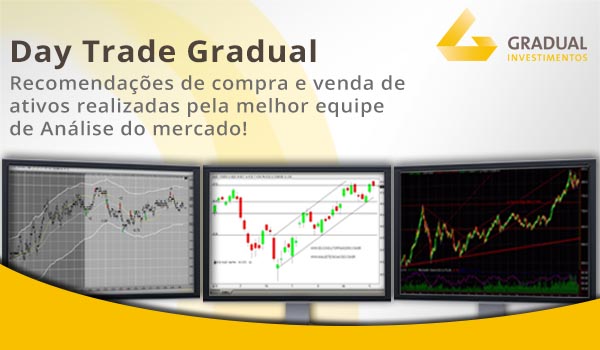 Day Trade Gradual
Recomendações de compra e venda de
ativos realizadas pela melhor equipe
de Análise do mercado!
GRADUAL
INVESTIMENTOS